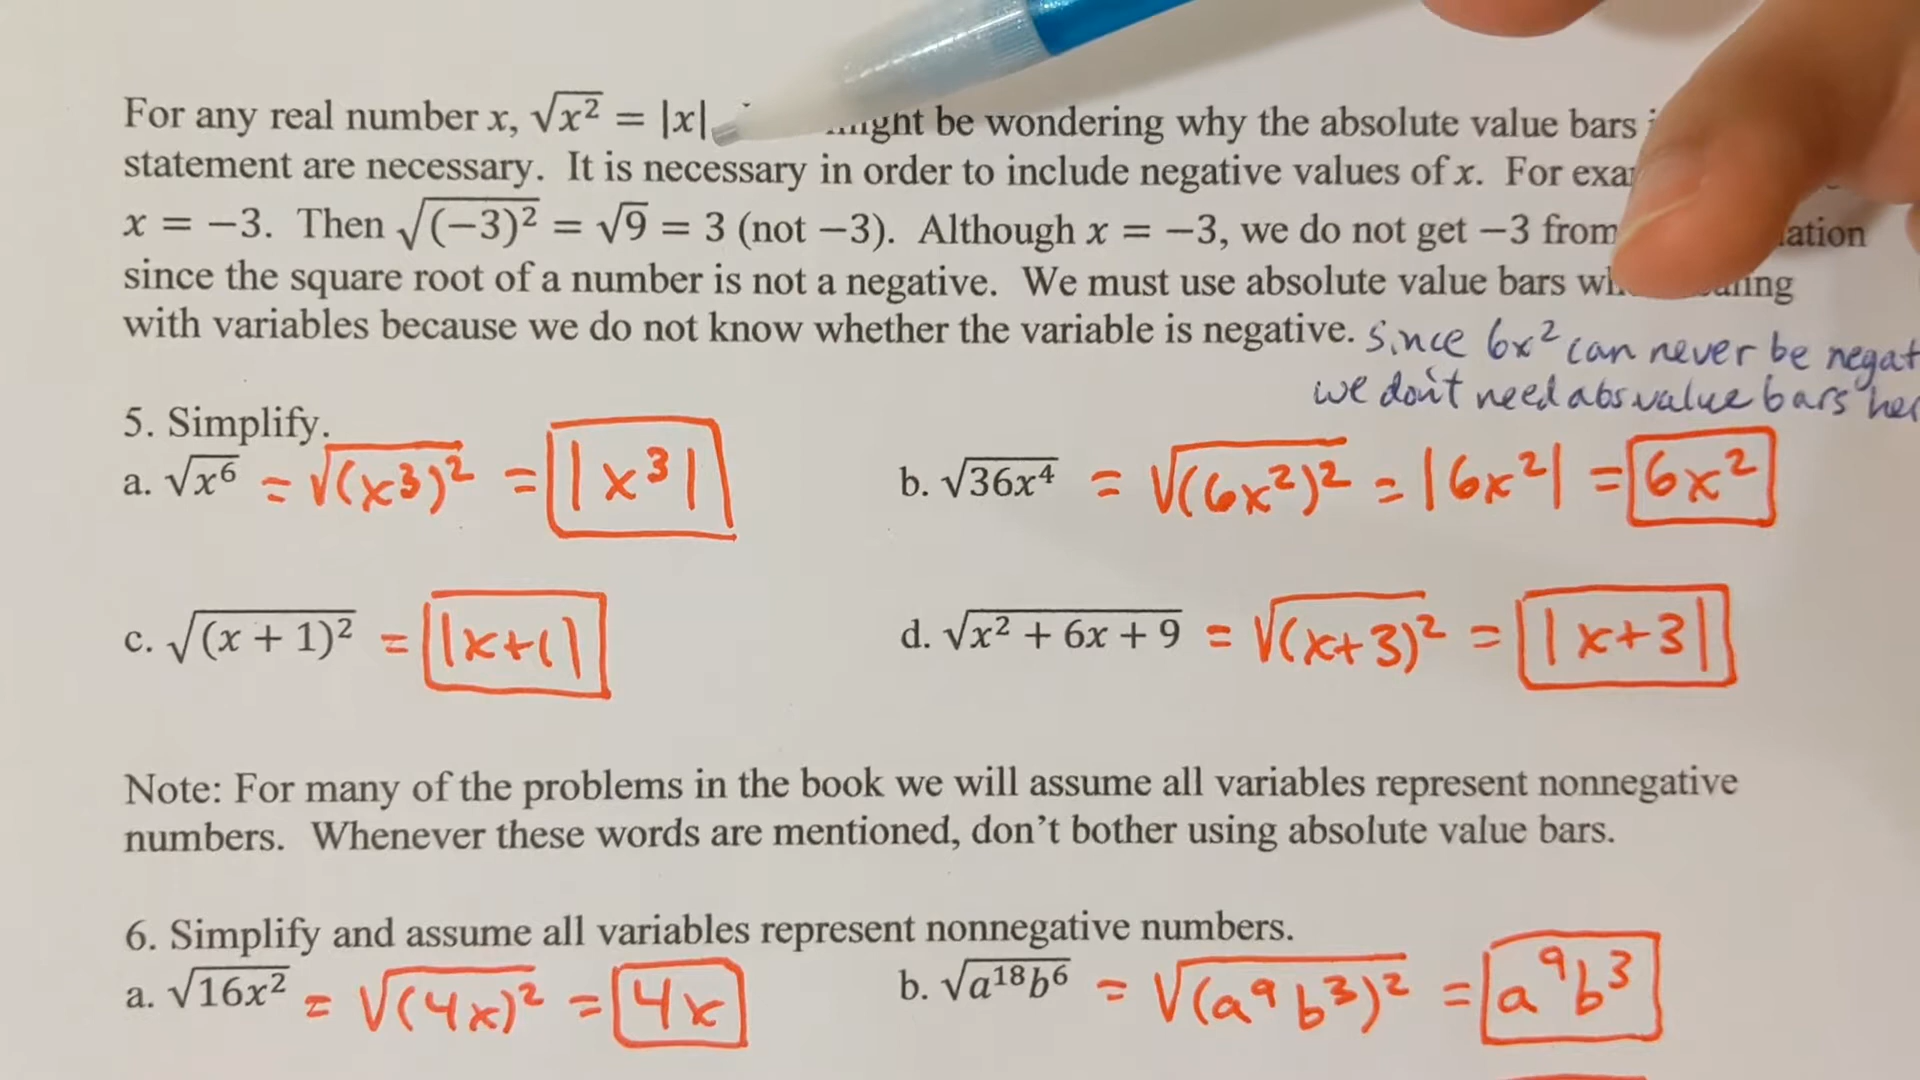 For any real number x, √x² = |x| might be wondering why the absolute value bars
statement are necessary. It is necessary in order to include negative values of x. For
x = −3. Then √(−3)² = √9 = 3 (not −3). Although x = −3, we do not get −3 from
since the square root of a number is not a negative. We must use absolute value bars
with variables because we do not know whether the variable is negative. Since 6x² can never be
we don't need abs value bars
5. Simplify.
a. √x⁶ = √(x³)² = |x³|
b. √36x⁴ = √(6x²)² = |6x²| = 6x²
c. √(x + 1)² = |x+1|
d. √x² + 6x + 9 = √(x+3)² = |x+3|
Note: For many of the problems in the book we will assume all variables represent nonnegative
numbers. Whenever these words are mentioned, don't bother using absolute value bars.
6. Simplify and assume all variables represent nonnegative numbers.
a. √16x² = √(4x)² = 4x
b. √a¹⁸b⁶ = √(a⁹b³)² = a⁹b³